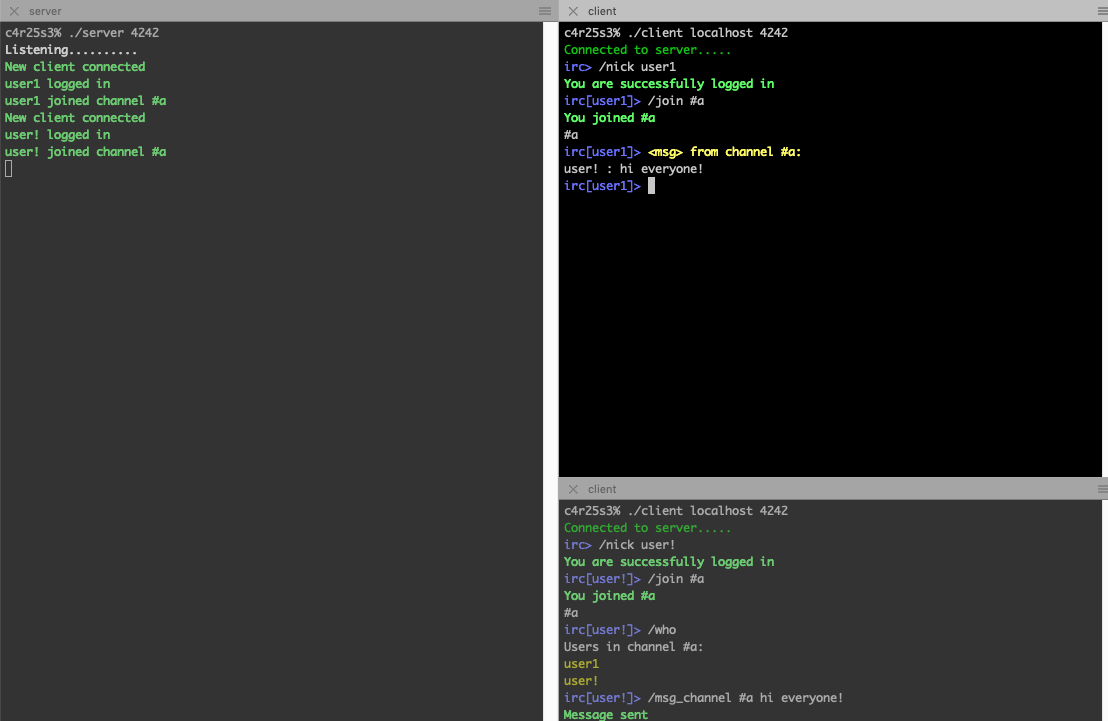 server
c4r25s3% ./server 4242
Listening..........
New client connected
user1 logged in
user1 joined channel #a
New client connected
user! logged in
user! joined channel #a
client
c4r25s3% ./client localhost 4242
Connected to server.....
irc> /nick user1
You are successfully logged in
irc[user1]> /join #a
You joined #a
#a
irc[user1]> <msg> from channel #a:
user! : hi everyone!
irc[user1]>
client
c4r25s3% ./client localhost 4242
Connected to server.....
irc> /nick user!
You are successfully logged in
irc[user!]> /join #a
You joined #a
#a
irc[user!]> /who
Users in channel #a:
user1
user!
irc[user!]> /msg_channel #a hi everyone!
Message sent